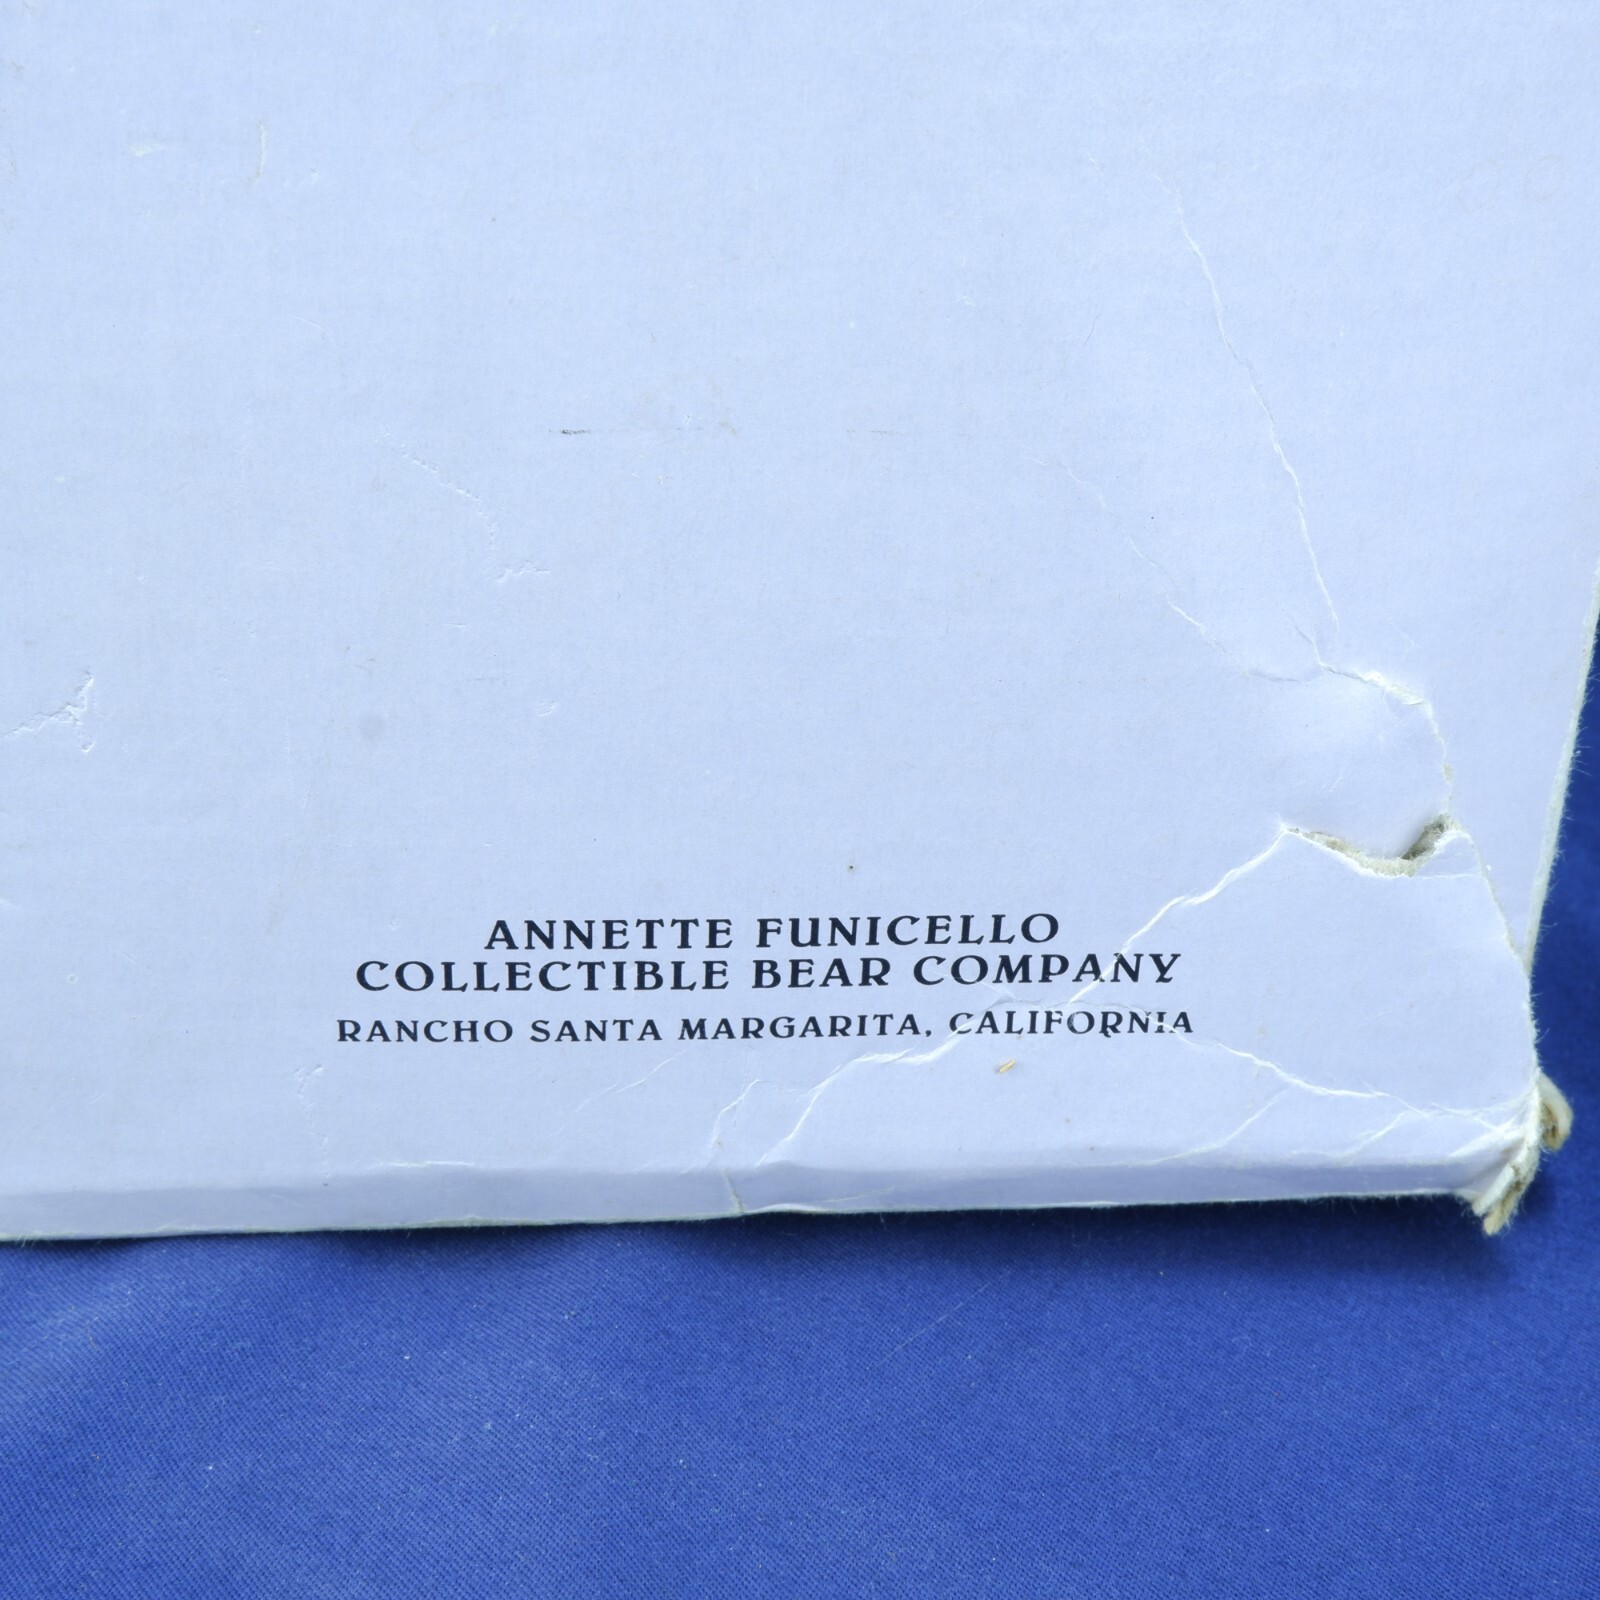 ANNETTE FUNICELLO
COLLECTIBLE BEAR COMPANY
RANCHO SANTA MARGARITA, CALIFORNIA